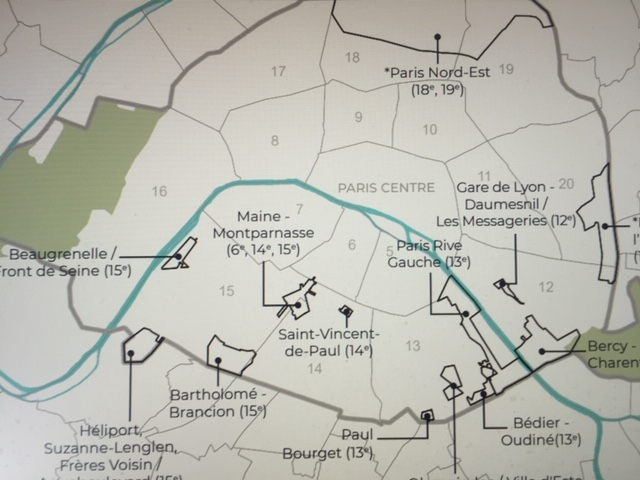 18
17
19
*Paris Nord-Est
(18e, 19e)
9
10
8
16
PARIS CENTRE
11
20
Gare de Lyon -
Daumesnil /
Les Messageries (12e)
7
Maine -
Montparnasse
(6e, 14e, 15e)
6
5
Paris Rive
Gauche (13e)
Beaugrenelle /
Front de Seine (15e)
15
12
Saint-Vincent-
de-Paul (14e)
14
13
Bercy -
Charen
Bartholomé -
Brancion (15e)
Héliport,
Suzanne-Lenglen,
Frères Voisin /
Paul
Bourget (13e)
Bédier -
Oudiné(13e)